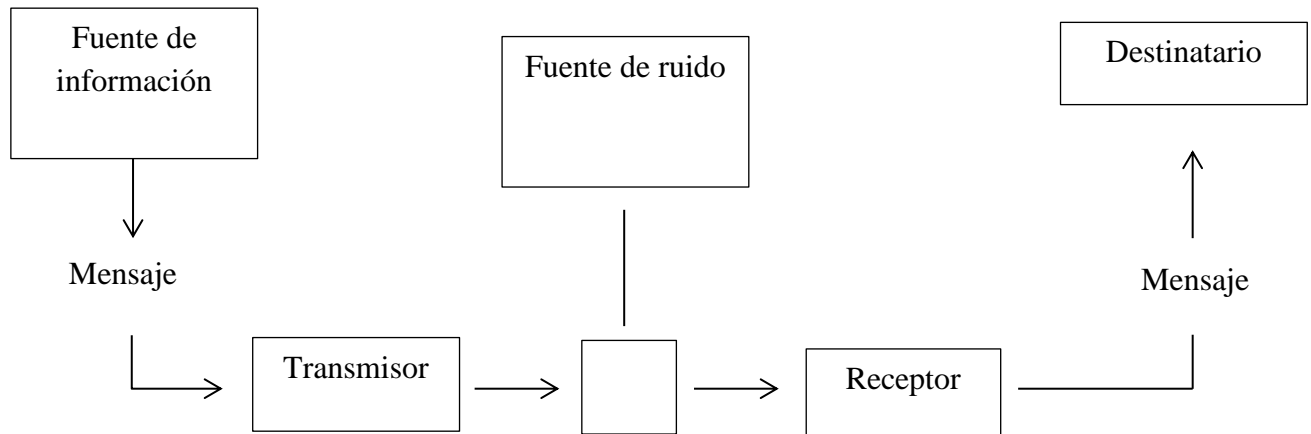 Fuente de
información
Fuente de ruido
Destinatario
Mensaje
Mensaje
Transmisor
Receptor